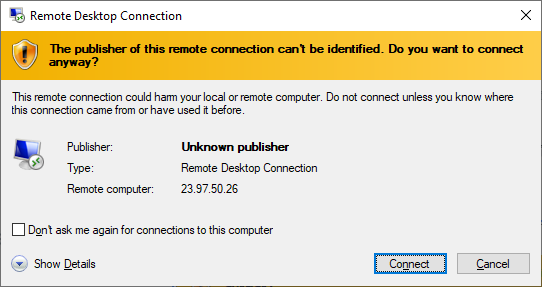 Remote Desktop Connection
The publisher of this remote connection can't be identified. Do you want to connect
anyway?
This remote connection could harm your local or remote computer. Do not connect unless you know where
this connection came from or have used it before.
Publisher: Unknown publisher
Type: Remote Desktop Connection
Remote computer: 23.97.50.26
Don't ask me again for connections to this computer
Show Details Connect Cancel